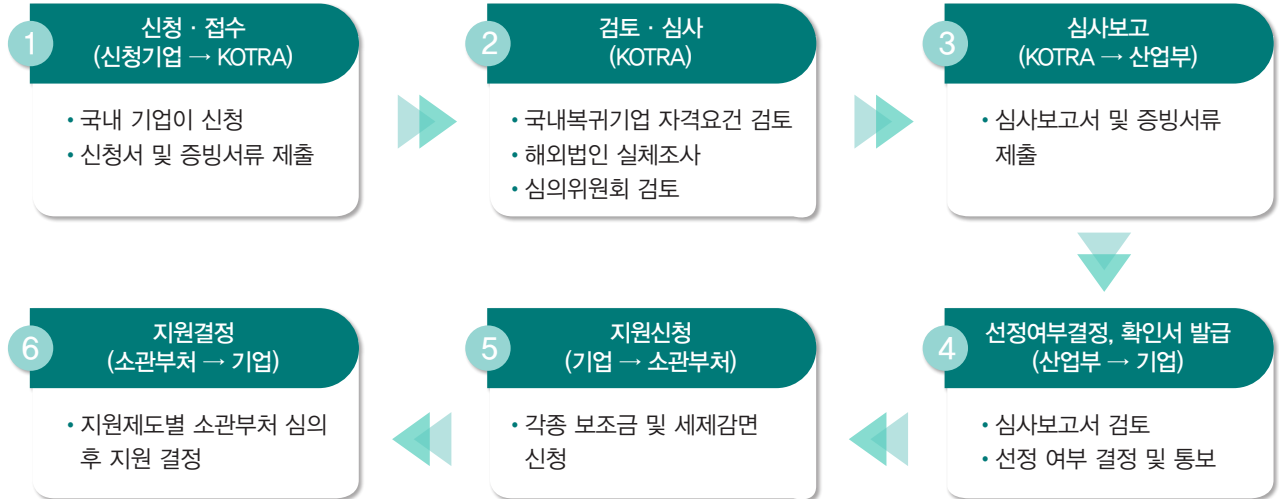 1
신청 · 접수
(신청기업 → KOTRA)
• 국내 기업이 신청
• 신청서 및 증빙서류 제출
2
검토 · 심사
(KOTRA)
• 국내복귀기업 자격요건 검토
• 해외법인 실체조사
• 심의위원회 검토
3
심사보고
(KOTRA → 산업부)
• 심사보고서 및 증빙서류
제출
4
선정여부결정, 확인서 발급
(산업부 → 기업)
• 심사보고서 검토
• 선정 여부 결정 및 통보
5
지원신청
(기업 → 소관부처)
• 각종 보조금 및 세제감면
신청
6
지원결정
(소관부처 → 기업)
• 지원제도별 소관부처 심의
후 지원 결정